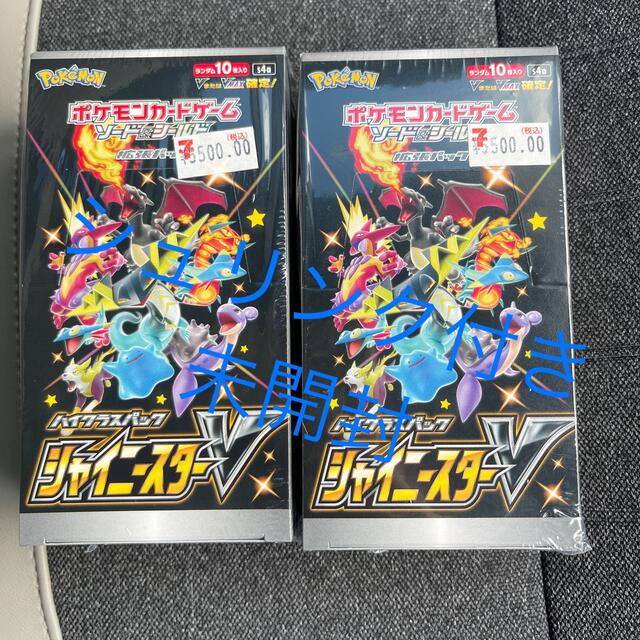 Pokémon
ランダム10枚入り
s4a
VまたはVMAX確定!
ポケモンカードゲーム
ソード&シールド
拡張パック
(税込)
¥5500.00
ハイクラスパック
シャイニースターV
Pokémon
ランダム10枚入り
s4a
VまたはVMAX確定!
ポケモンカードゲーム
ソード&シールド
拡張パック
(税込)
¥5500.00
ハイクラスパック
シャイニースターV
シュリンク付き
未開封